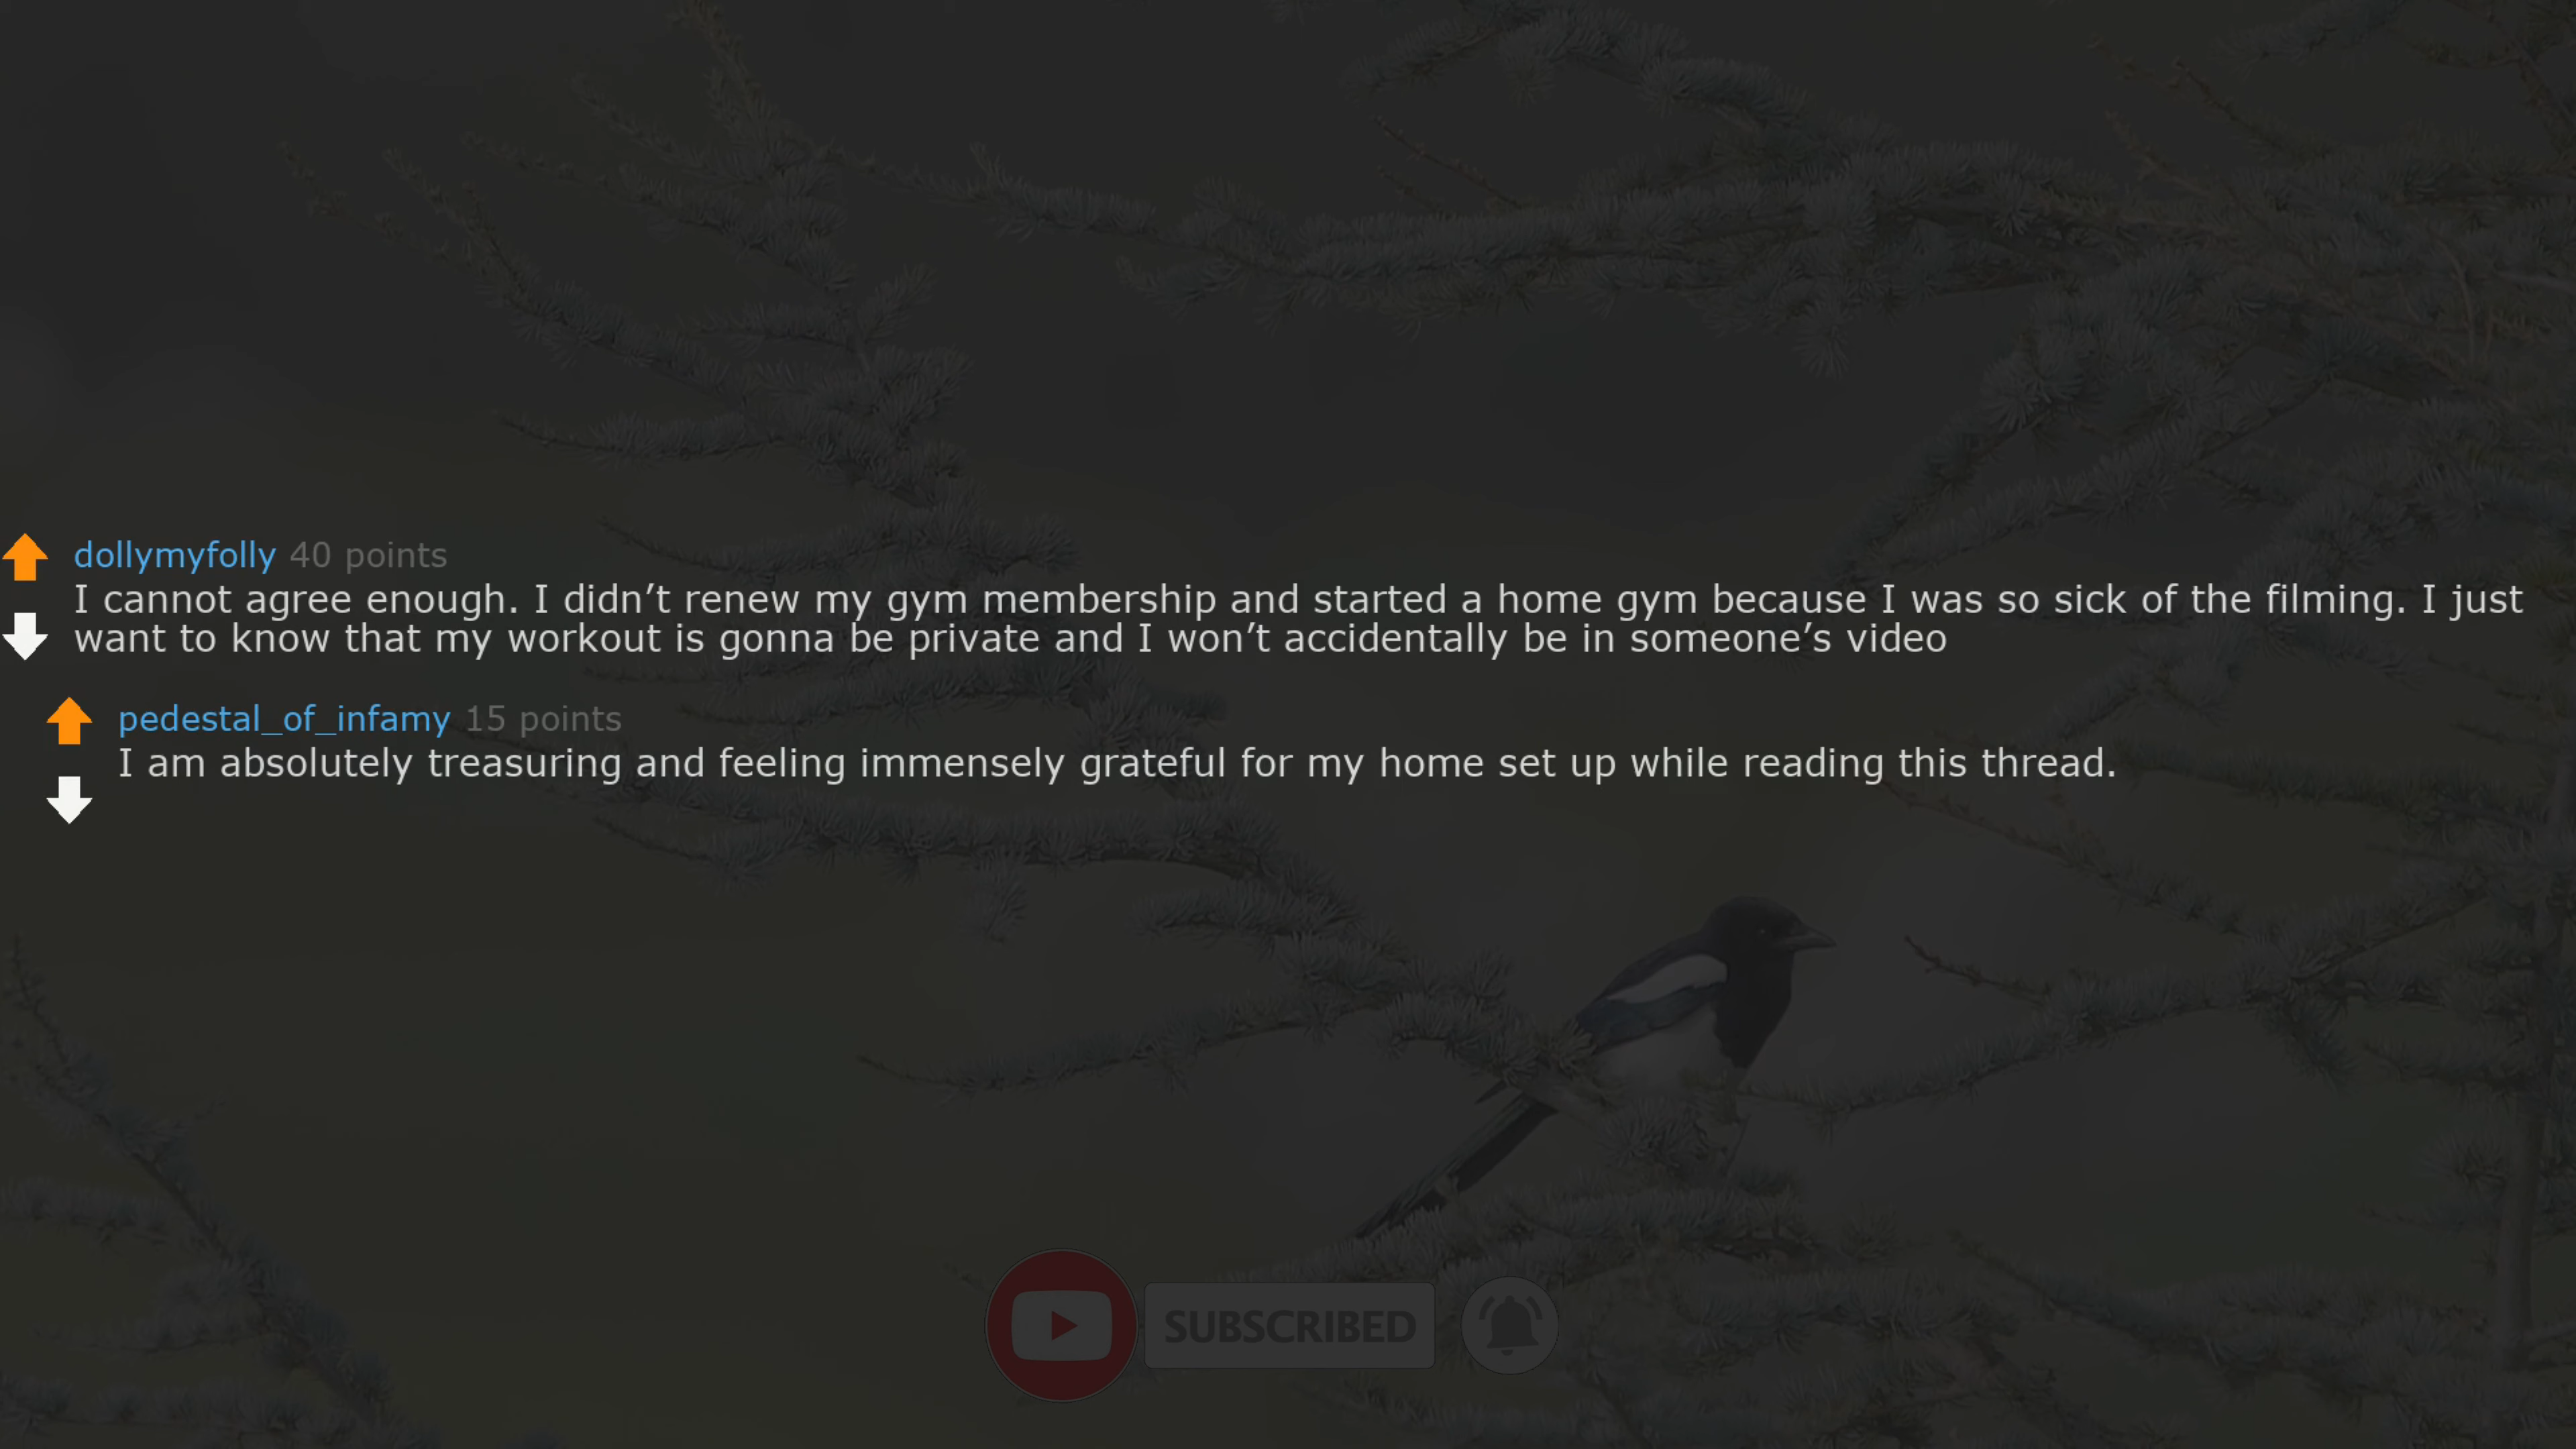 dollymyfolly 40 points
I cannot agree enough. I didn’t renew my gym membership and started a home gym because I was so sick of the filming. I just
want to know that my workout is gonna be private and I won’t accidentally be in someone’s video
pedestal_of_infamy 15 points
I am absolutely treasuring and feeling immensely grateful for my home set up while reading this thread.
SUBSCRIBED